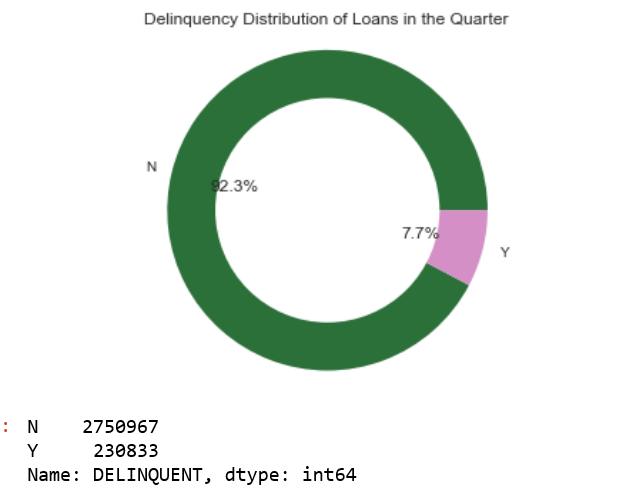 Delinquency Distribution of Loans in the Quarter
N
92.3%
7.7%
Y
: N    2750967
Y     230833
Name: DELINQUENT, dtype: int64